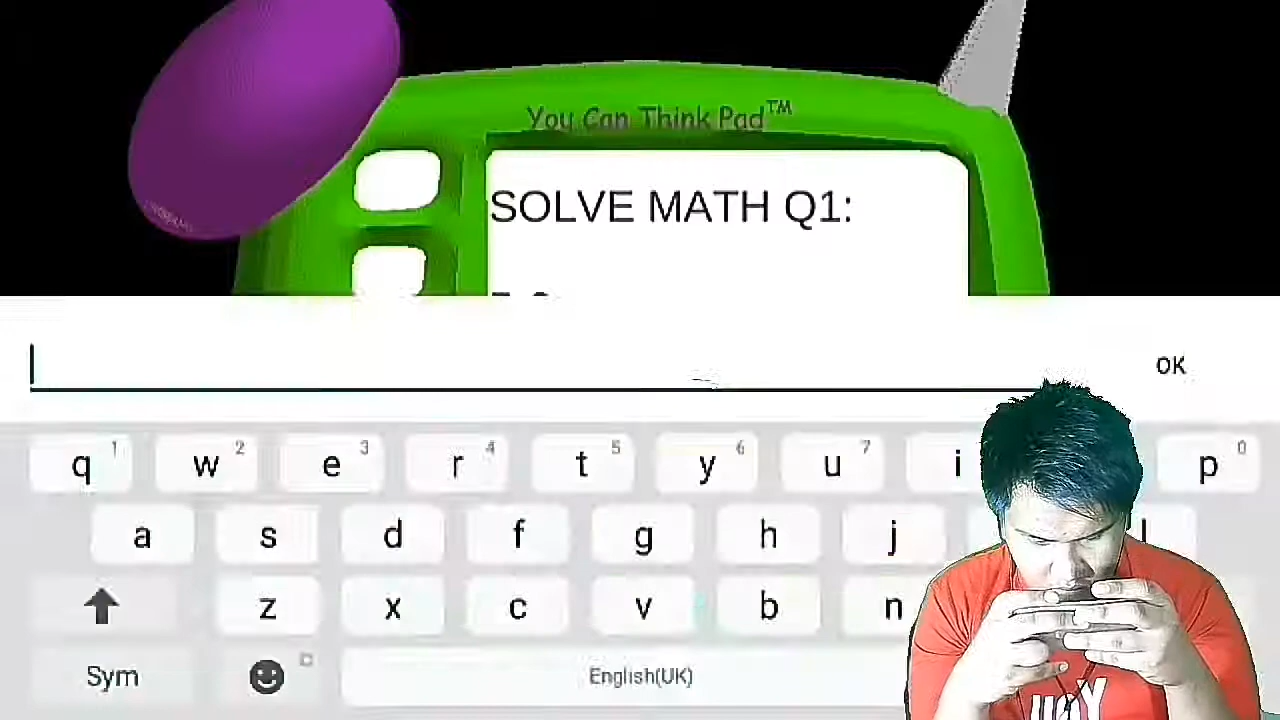 You Can Think Pad™
SOLVE MATH Q1:
OK
q 1 w 2 e 3 r 4 t 5 y 6 u 7 i p 0
a s d f g h j l
z x c v b n
Sym English(UK)